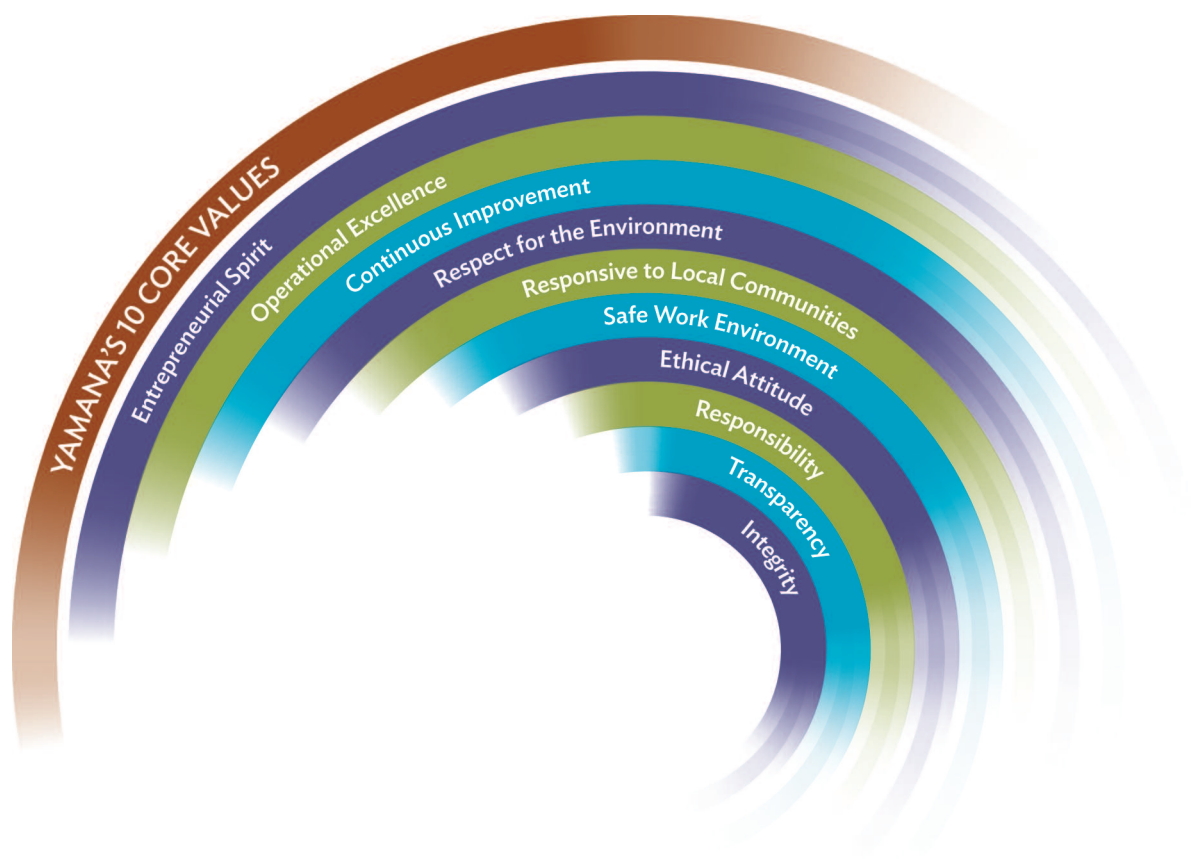 YAMANA'S 10 CORE VALUES
Entrepreneurial Spirit
Operational Excellence
Continuous Improvement
Respect for the Environment
Responsive to Local Communities
Safe Work Environment
Ethical Attitude
Responsibility
Transparency
Integrity